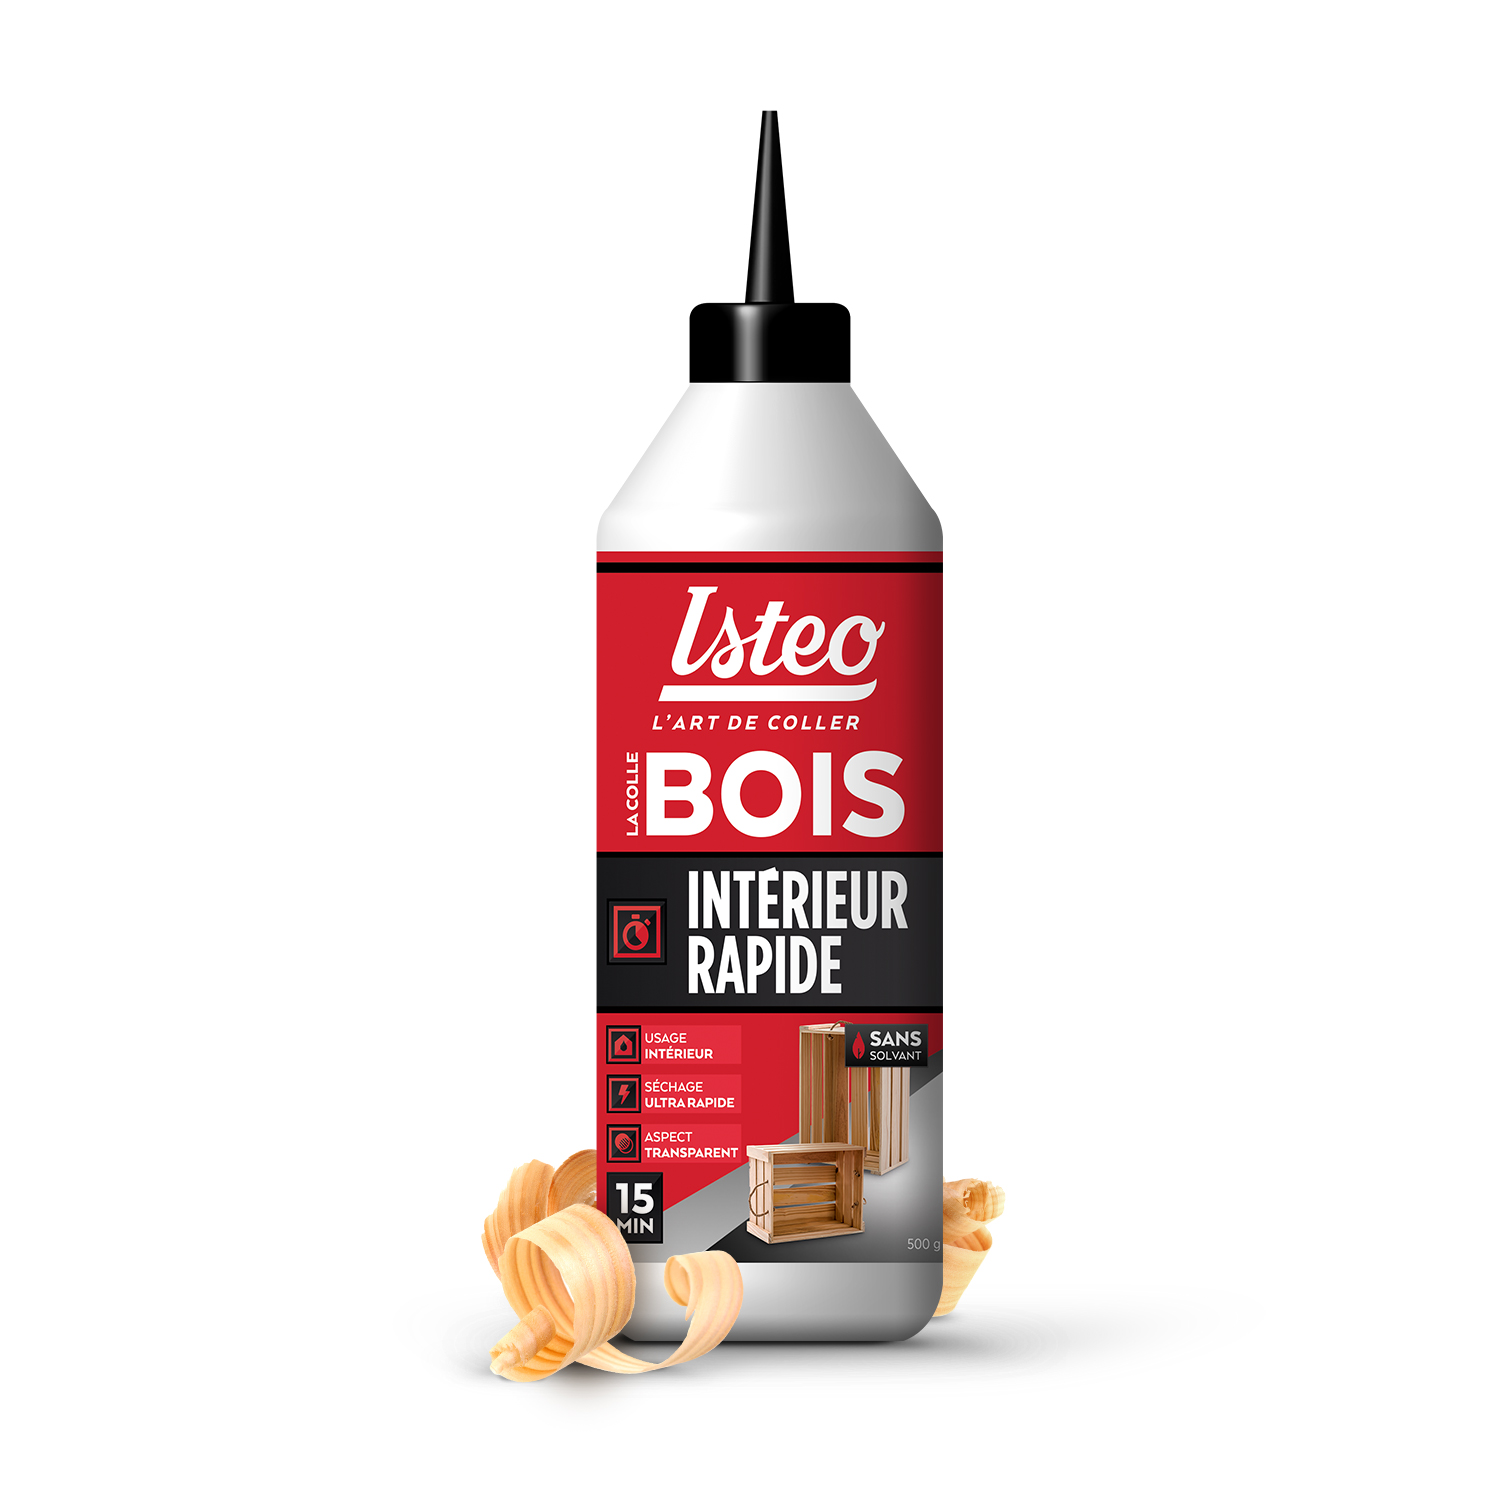 Isteo
L'ART DE COLLER
LA COLLE
BOIS
INTÉRIEUR
RAPIDE
USAGE
INTÉRIEUR
SÉCHAGE
ULTRA RAPIDE
ASPECT
TRANSPARENT
15
MIN
SANS
SOLVANT
500 g